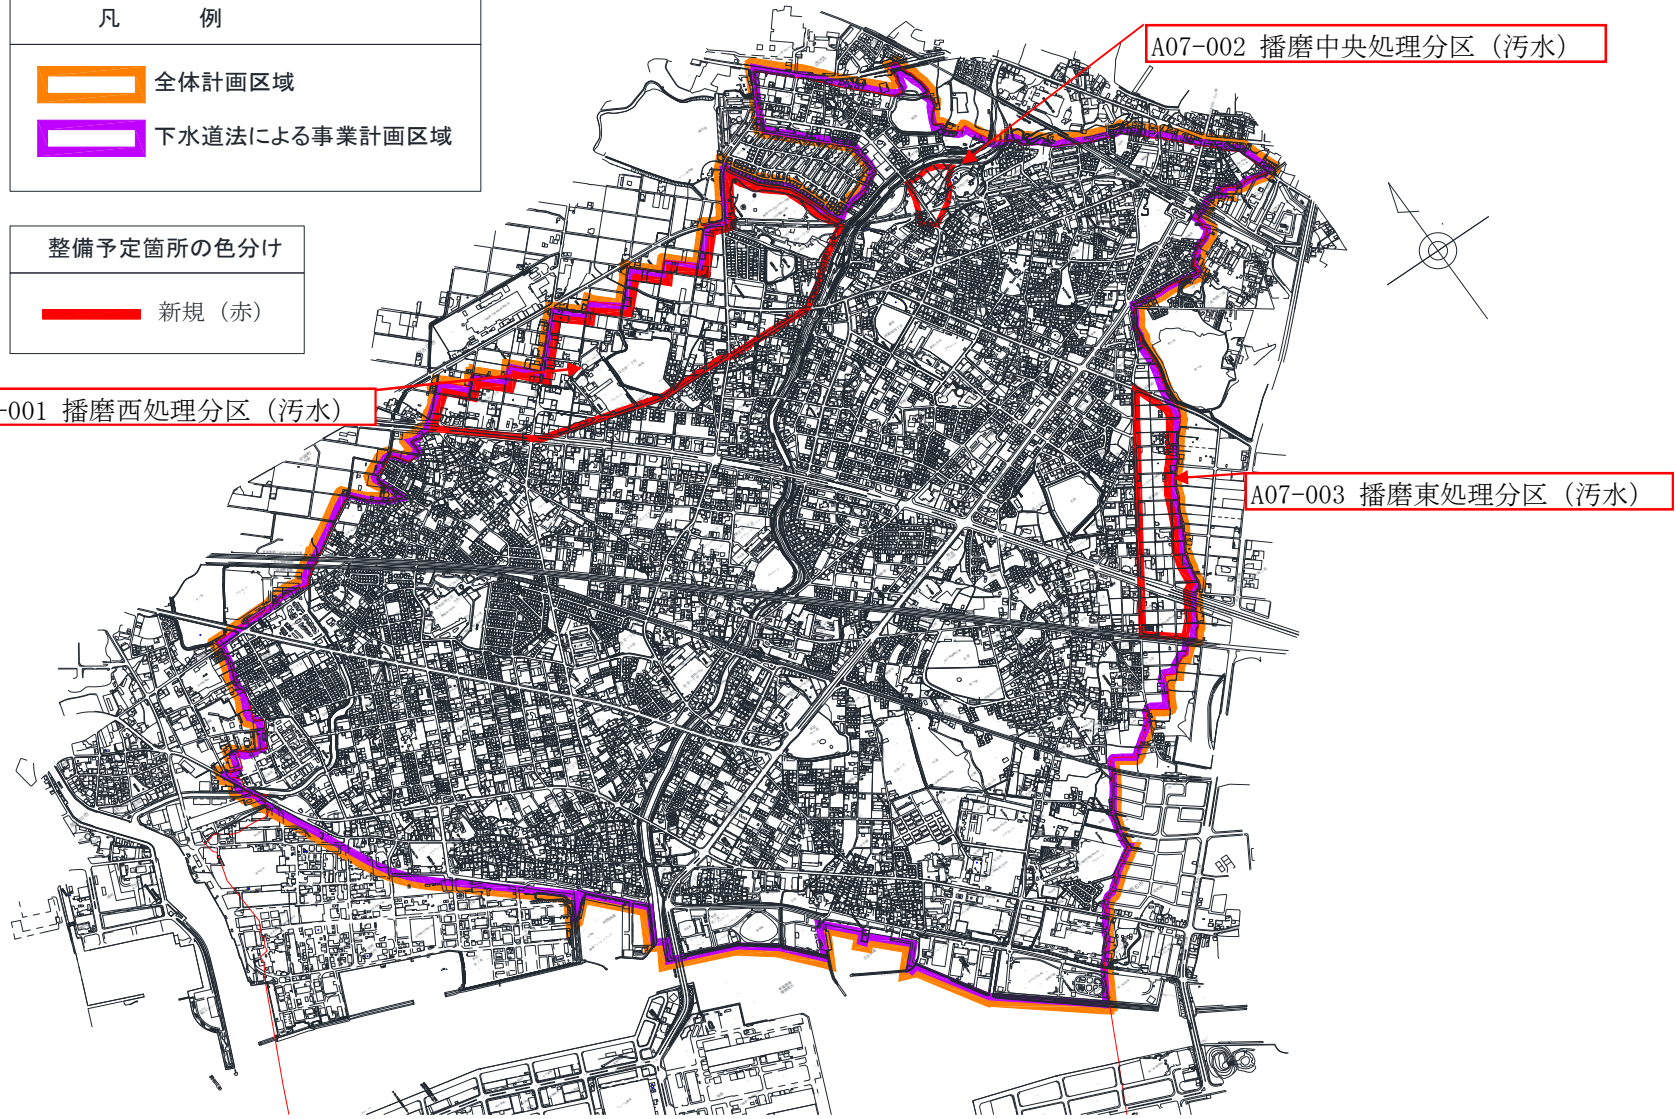 凡 例
全体計画区域
下水道法による事業計画区域
整備予定箇所の色分け
新規（赤）
A07-002 播磨中央処理分区（汚水）
-001 播磨西処理分区（汚水）
A07-003 播磨東処理分区（汚水）